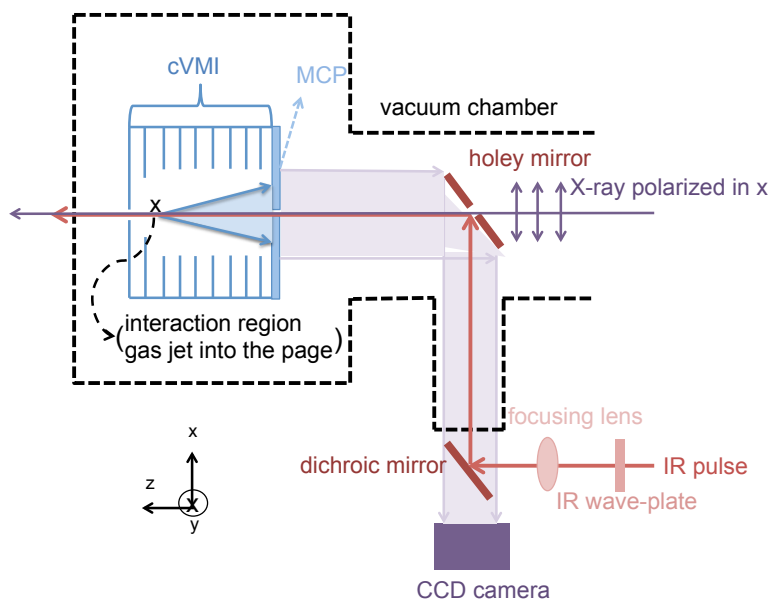 cVMI
MCP
vacuum chamber
holey mirror
X-ray polarized in x
x
(interaction region
gas jet into the page)
focusing lens
x
dichroic mirror
IR pulse
z
IR wave-plate
x
y
CCD camera